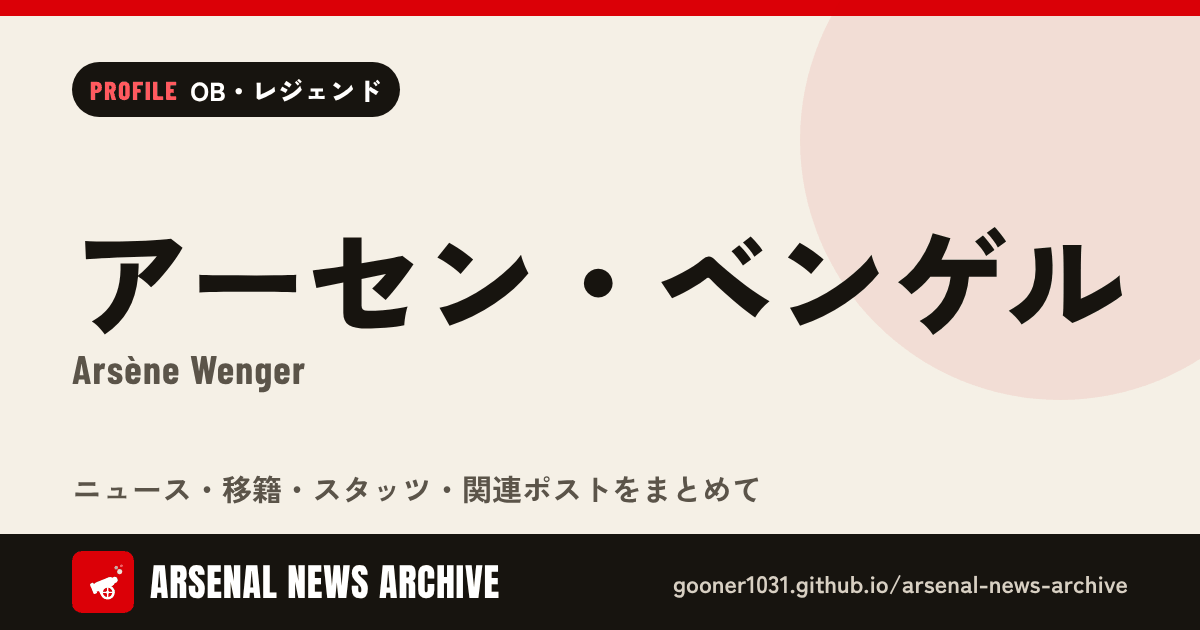 PROFILE OB・レジェンド
アーセン・ベンゲル
Arsène Wenger
ニュース・移籍・スタッツ・関連ポストをまとめて
ARSENAL NEWS ARCHIVE
gooner1031.github.io/arsenal-news-archive